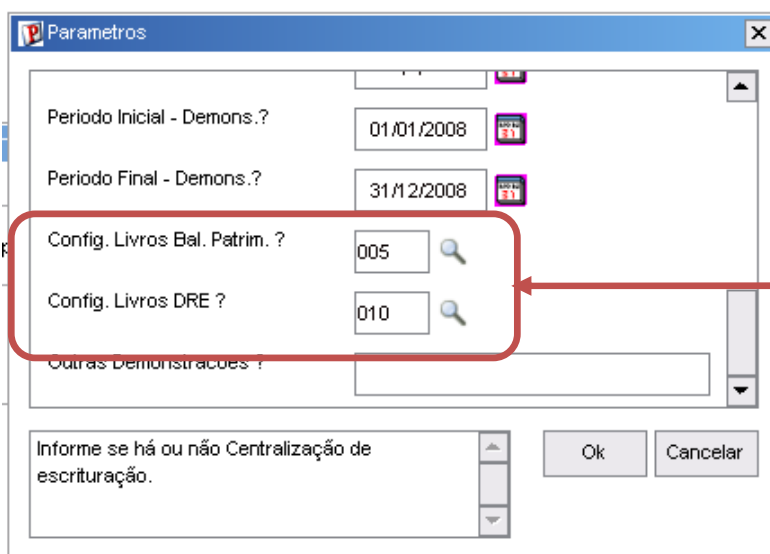 Parametros
Periodo Inicial - Demons.?
01/01/2008
Periodo Final - Demons.?
31/12/2008
Config. Livros Bal. Patrim. ?
005
Config. Livros DRE ?
010
Outras Demonstracoes ?
Informe se há ou não Centralização de
escrituração.
Ok
Cancelar